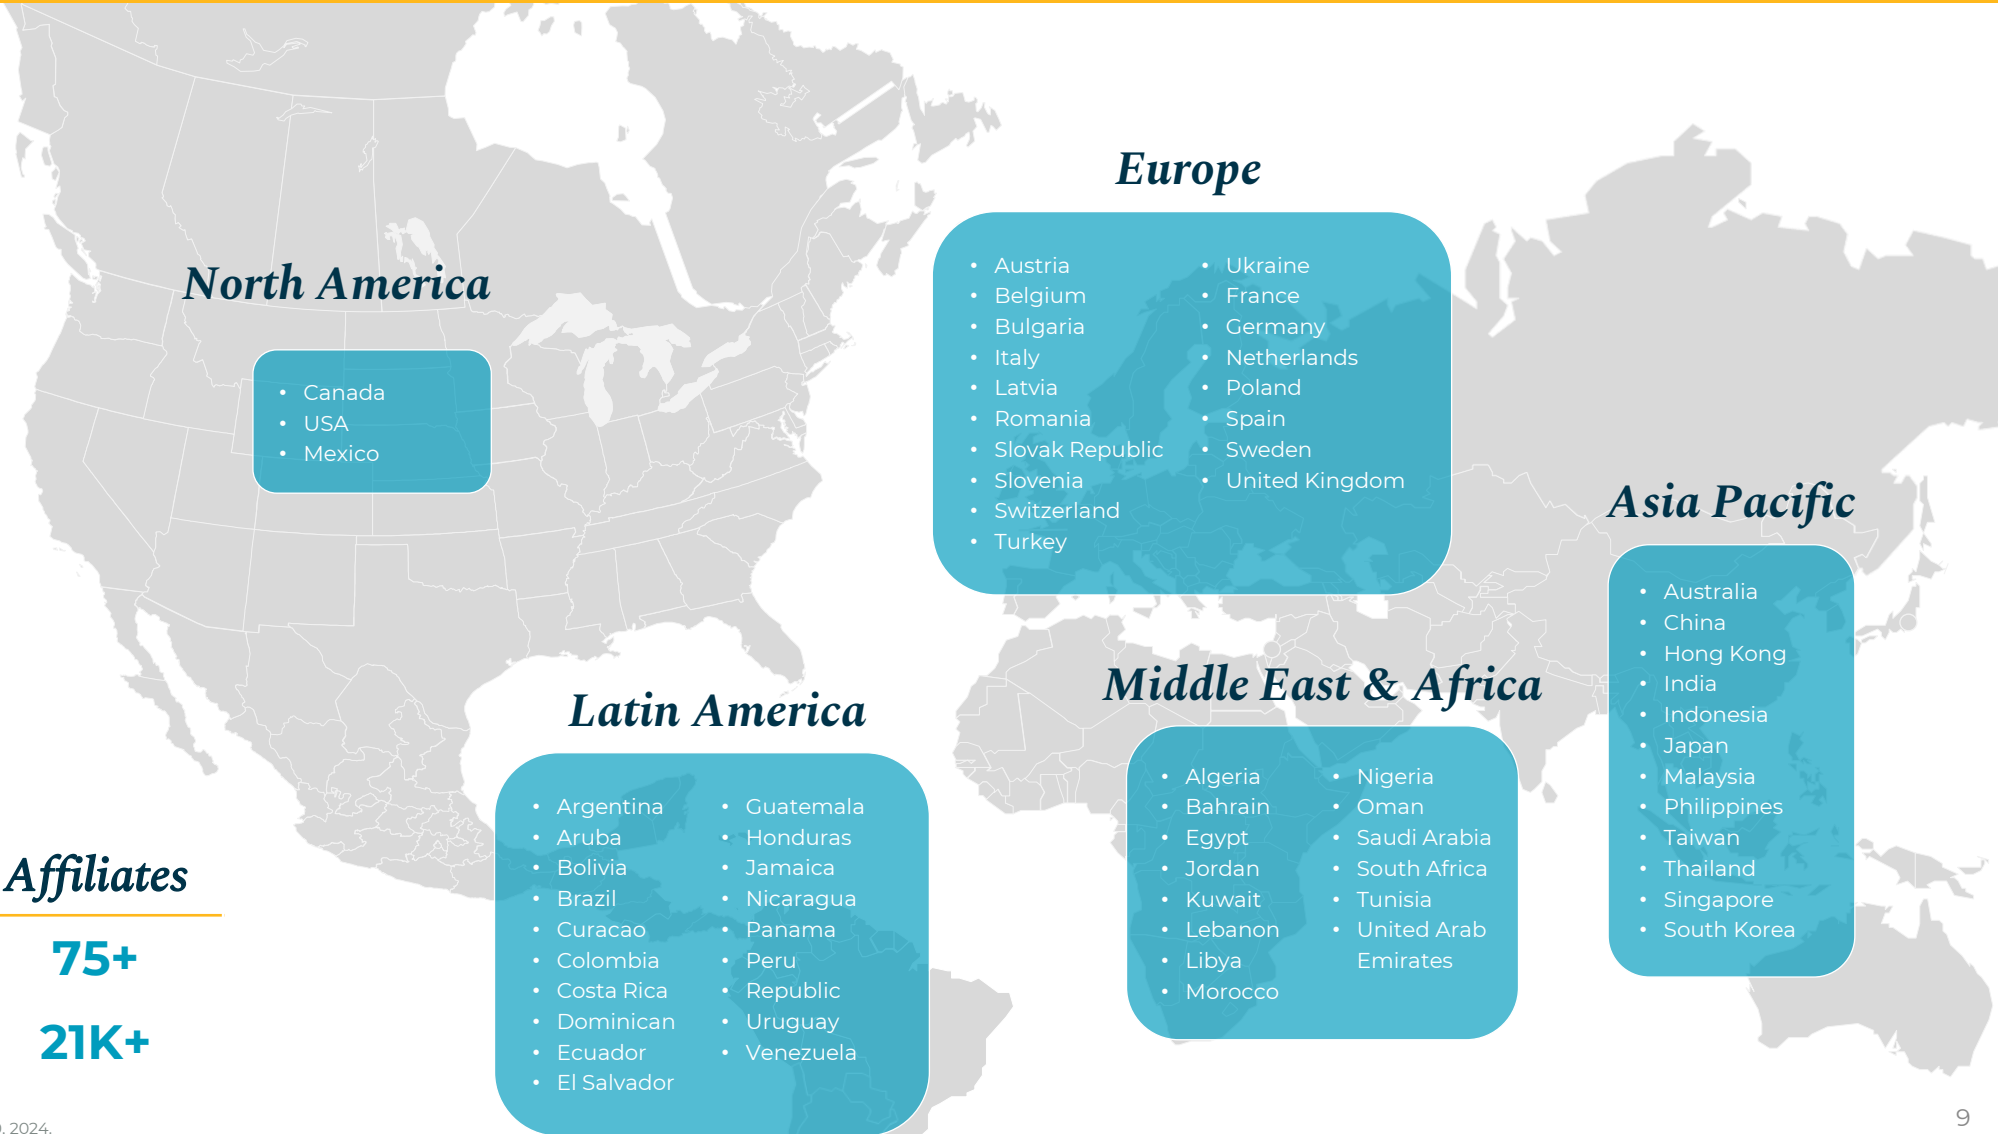 Europe
• Austria
• Belgium
• Bulgaria
• Italy
• Latvia
• Romania
• Slovak Republic
• Slovenia
• Switzerland
• Turkey
• Ukraine
• France
• Germany
• Netherlands
• Poland
• Spain
• Sweden
• United Kingdom
North America
• Canada
• USA
• Mexico
Asia Pacific
• Australia
• China
• Hong Kong
• India
• Indonesia
• Japan
• Malaysia
• Philippines
• Taiwan
• Thailand
• Singapore
• South Korea
Middle East & Africa
• Algeria
• Bahrain
• Egypt
• Jordan
• Kuwait
• Lebanon
• Libya
• Morocco
• Nigeria
• Oman
• Saudi Arabia
• South Africa
• Tunisia
• United Arab
Emirates
Latin America
• Argentina
• Aruba
• Bolivia
• Brazil
• Curacao
• Colombia
• Costa Rica
• Dominican
• Ecuador
• El Salvador
• Guatemala
• Honduras
• Jamaica
• Nicaragua
• Panama
• Peru
• Republic
• Uruguay
• Venezuela
Affiliates
75+
21K+
. 2024.
9